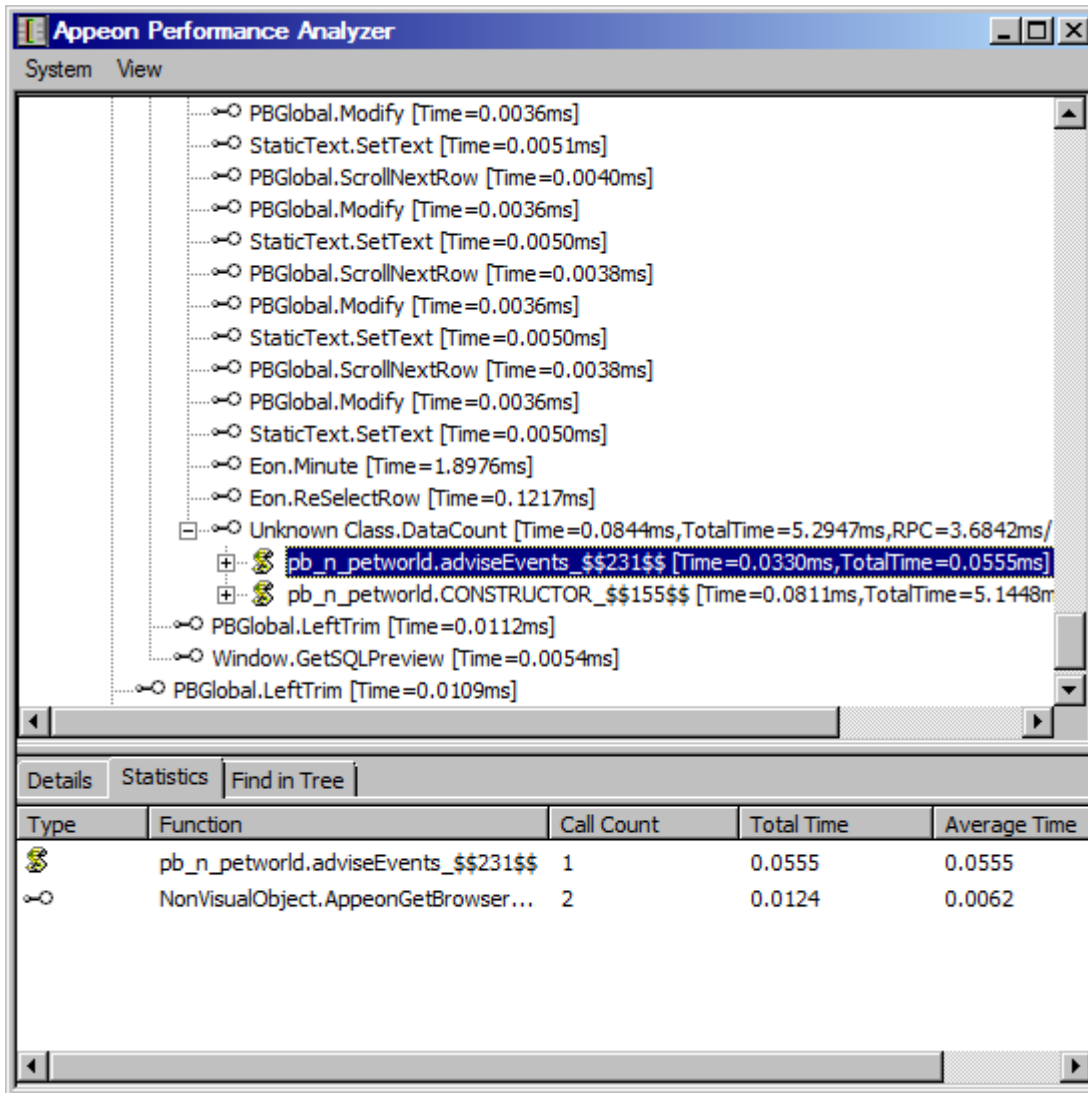 Appeon Performance Analyzer
System View
PBGlobal.Modify [Time=0.0036ms]
StaticText.SetText [Time=0.0051ms]
PBGlobal.ScrollNextRow [Time=0.0040ms]
PBGlobal.Modify [Time=0.0036ms]
StaticText.SetText [Time=0.0050ms]
PBGlobal.ScrollNextRow [Time=0.0038ms]
PBGlobal.Modify [Time=0.0036ms]
StaticText.SetText [Time=0.0050ms]
PBGlobal.ScrollNextRow [Time=0.0038ms]
PBGlobal.Modify [Time=0.0036ms]
StaticText.SetText [Time=0.0050ms]
Eon.Minute [Time=1.8976ms]
Eon.ReSelectRow [Time=0.1217ms]
Unknown Class.DataCount [Time=0.0844ms,TotalTime=5.2947ms,RPC=3.6842ms/
pb_n_petworld.adviseEvents_$$231$$ [Time=0.0330ms,TotalTime=0.0555ms]
pb_n_petworld.CONSTRUCTOR_$$155$$ [Time=0.0811ms,TotalTime=5.1448m
PBGlobal.LeftTrim [Time=0.0112ms]
Window.GetSQLPreview [Time=0.0054ms]
PBGlobal.LeftTrim [Time=0.0109ms]
Details Statistics Find in Tree
Type Function Call Count Total Time Average Time
pb_n_petworld.adviseEvents_$$231$$ 1 0.0555 0.0555
NonVisualObject.AppeonGetBrowser... 2 0.0124 0.0062